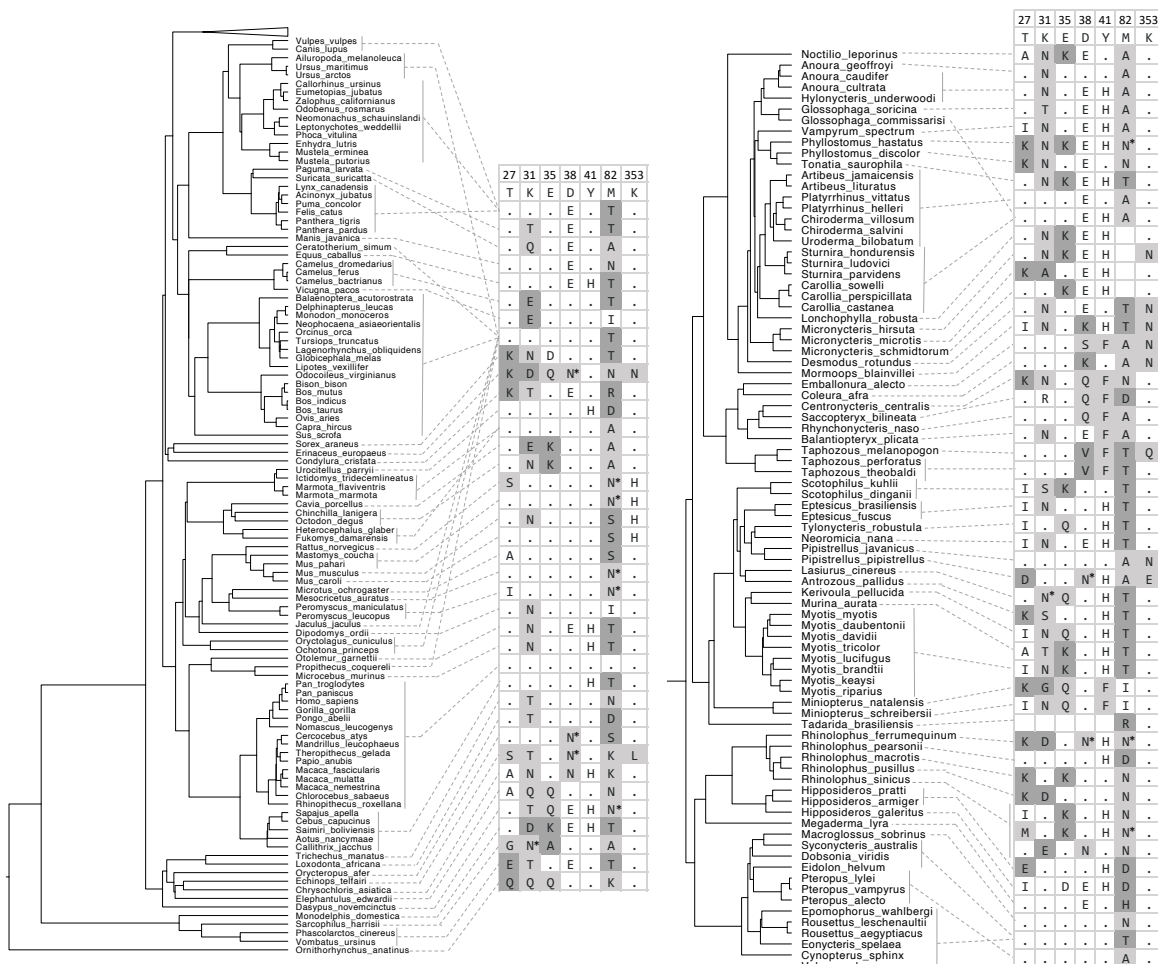 Vulpes_vulpes
Canis_lupus
Ailuropoda_melanoleuca
Ursus_maritimus
Ursus_arctos
Callorhinus_ursinus
Eumetopias_jubatus
Zalophus_californianus
Odobenus_rosmarus
Neomonachus_schauinslandi
Leptonychotes_weddellii
Phoca_vitulina
Enhydra_lutris
Mustela_erminea
Mustela_putorius
Paguma_larvata
Suricata_suricatta
Lynx_canadensis
Acinonyx_jubatus
Puma_concolor
Felis_catus
Panthera_tigris
Panthera_pardus
Manis_javanica
Ceratotherium_simum
Equus_caballus
Camelus_dromedarius
Camelus_ferus
Camelus_bactrianus
Vicugna_pacos
Balaenoptera_acutorostrata
Delphinapterus_leucas
Monodon_monoceros
Neophocaena_asiaeorientalis
Orcinus_orca
Tursiops_truncatus
Lagenorhynchus_obliquidens
Globicephala_melas
Lipotes_vexillifer
Odocoileus_virginianus
Bison_bison
Bos_mutus
Bos_indicus
Bos_taurus
Ovis_aries
Capra_hircus
Sus_scrofa
Sorex_araneus
Erinaceus_europaeus
Condylura_cristata
Urocitellus_parryii
Ictidomys_tridecemlineatus
Marmota_flaviventris
Marmota_marmota
Cavia_porcellus
Chinchilla_lanigera
Octodon_degus
Heterocephalus_glaber
Fukomys_damarensis
Rattus_norvegicus
Mastomys_coucha
Mus_pahari
Mus_musculus
Mus_caroli
Microtus_ochrogaster
Mesocricetus_auratus
Peromyscus_maniculatus
Peromyscus_leucopus
Jaculus_jaculus
Dipodomys_ordii
Oryctolagus_cuniculus
Ochotona_princeps
Otolemur_garnettii
Propithecus_coquereli
Microcebus_murinus
Pan_troglodytes
Pan_paniscus
Homo_sapiens
Gorilla_gorilla
Pongo_abelii
Nomascus_leucogenys
Cercocebus_atys
Mandrillus_leucophaeus
Theropithecus_gelada
Papio_anubis
Macaca_fascicularis
Macaca_mulatta
Macaca_nemestrina
Chlorocebus_sabaeus
Rhinopithecus_roxellana
Sapajus_apella
Cebus_capucinus
Saimiri_boliviensis
Aotus_nancymaae
Callithrix_jacchus
Trichechus_manatus
Loxodonta_africana
Orycteropus_afer
Echinops_telfairi
Chrysochloris_asiatica
Elephantulus_edwardii
Dasypus_novemcinctus
Monodelphis_domestica
Sarcophilus_harrisii
Phascolarctos_cinereus
Vombatus_ursinus
Ornithorhynchus_anatinus
27 31 35 38 41 82 353
T K E D Y M K
. . . E . T .
. T . E . T .
. Q . E . A .
. . . E . N .
. . . E H T .
. E . . . T .
. E . . . I .
. . . . . T .
K N D . . T .
K D Q N* . N N
K T . E . R .
. . . . H D .
. . . . . A .
. E K . . A .
. N K . . A .
S . . . . N* H
. . . . . N* H
. N . . . S H
. . . . . S H
A . . . . S .
. . . . . N* .
I . . . . N* .
. N . . . I .
. N . E H T .
. N . . H T .
. . . . . . .
. . . . H T .
. T . . . N .
. T . . . D .
. . . N* . S .
S T . N* . K L
A N . N H K .
A Q Q . . N .
. T Q E H N* .
. D K E H T .
G N* A . . A .
E T . E . T .
Q Q Q . . K .
Noctilio_leporinus
Anoura_geoffroyi
Anoura_caudifer
Anoura_cultrata
Hylonycteris_underwoodi
Glossophaga_soricina
Glossophaga_commissarisi
Vampyrum_spectrum
Phyllostomus_hastatus
Phyllostomus_discolor
Tonatia_saurophila
Artibeus_jamaicensis
Artibeus_lituratus
Platyrrhinus_vittatus
Platyrrhinus_helleri
Chiroderma_villosum
Chiroderma_salvini
Uroderma_bilobatum
Sturnira_hondurensis
Sturnira_ludovici
Sturnira_parvidens
Carollia_sowelli
Carollia_perspicillata
Carollia_castanea
Lonchophylla_robusta
Micronycteris_hirsuta
Micronycteris_microtis
Micronycteris_schmidtorum
Desmodus_rotundus
Mormoops_blainvillei
Emballonura_alecto
Coleura_afra
Centronycteris_centralis
Saccopteryx_bilineata
Rhynchonycteris_naso
Balantiopteryx_plicata
Taphozous_melanopogon
Taphozous_perforatus
Taphozous_theobaldi
Scotophilus_kuhlii
Scotophilus_dinganii
Eptesicus_brasiliensis
Eptesicus_fuscus
Tylonycteris_robustula
Neoromicia_nana
Pipistrellus_javanicus
Pipistrellus_pipistrellus
Lasiurus_cinereus
Antrozous_pallidus
Kerivoula_pellucida
Murina_aurata
Myotis_myotis
Myotis_daubentonii
Myotis_davidii
Myotis_tricolor
Myotis_lucifugus
Myotis_brandtii
Myotis_keaysi
Myotis_riparius
Miniopterus_natalensis
Miniopterus_schreibersii
Tadarida_brasiliensis
Rhinolophus_ferrumequinum
Rhinolophus_pearsonii
Rhinolophus_macrotis
Rhinolophus_pusillus
Rhinolophus_sinicus
Hipposideros_pratti
Hipposideros_armiger
Hipposideros_galeritus
Megaderma_lyra
Macroglossus_sobrinus
Syconycteris_australis
Dobsonia_viridis
Eidolon_helvum
Pteropus_lylei
Pteropus_vampyrus
Pteropus_alecto
Epomophorus_wahlbergi
Rousettus_leschenaultii
Rousettus_aegyptiacus
Eonycteris_spelaea
Cynopterus_sphinx
27 31 35 38 41 82 353
T K E D Y M K
A N K E . A .
. N . . . A .
. N . E H A .
. T . E H A .
I N . E H A .
K N K E H N* .
K N . E . N .
. N K E H T .
. . . E . A .
. . . E H A .
. N K E H .
. N K E H N
K A . E H .
. . K E H .
. N . E . T N
I N . K H T N
. . . S F A N
. . . K . A N
K N . Q F N .
. R . Q F D .
. . . Q F A .
. N . E F A .
. . . V F T Q
. . . V F T .
I S K . . T .
I N . . H T .
I . Q . H T .
I N . E H T .
. . . . . A N
D . . N* H A E
. N* Q . H T .
K S . . H T .
I N Q . H T .
A T K . H T .
I N K . H T .
K G Q . F I .
I N Q . F I .
. . . . . R .
K D . N* H N* .
. . . . H D .
K . K . . N .
K D . . . N .
I . K . H N .
M . K . H N* .
. E . N . N .
E . . . H D .
I . D E H D .
. . . E . H .
. . . . . N .
. . . . . T .
. . . . . A .